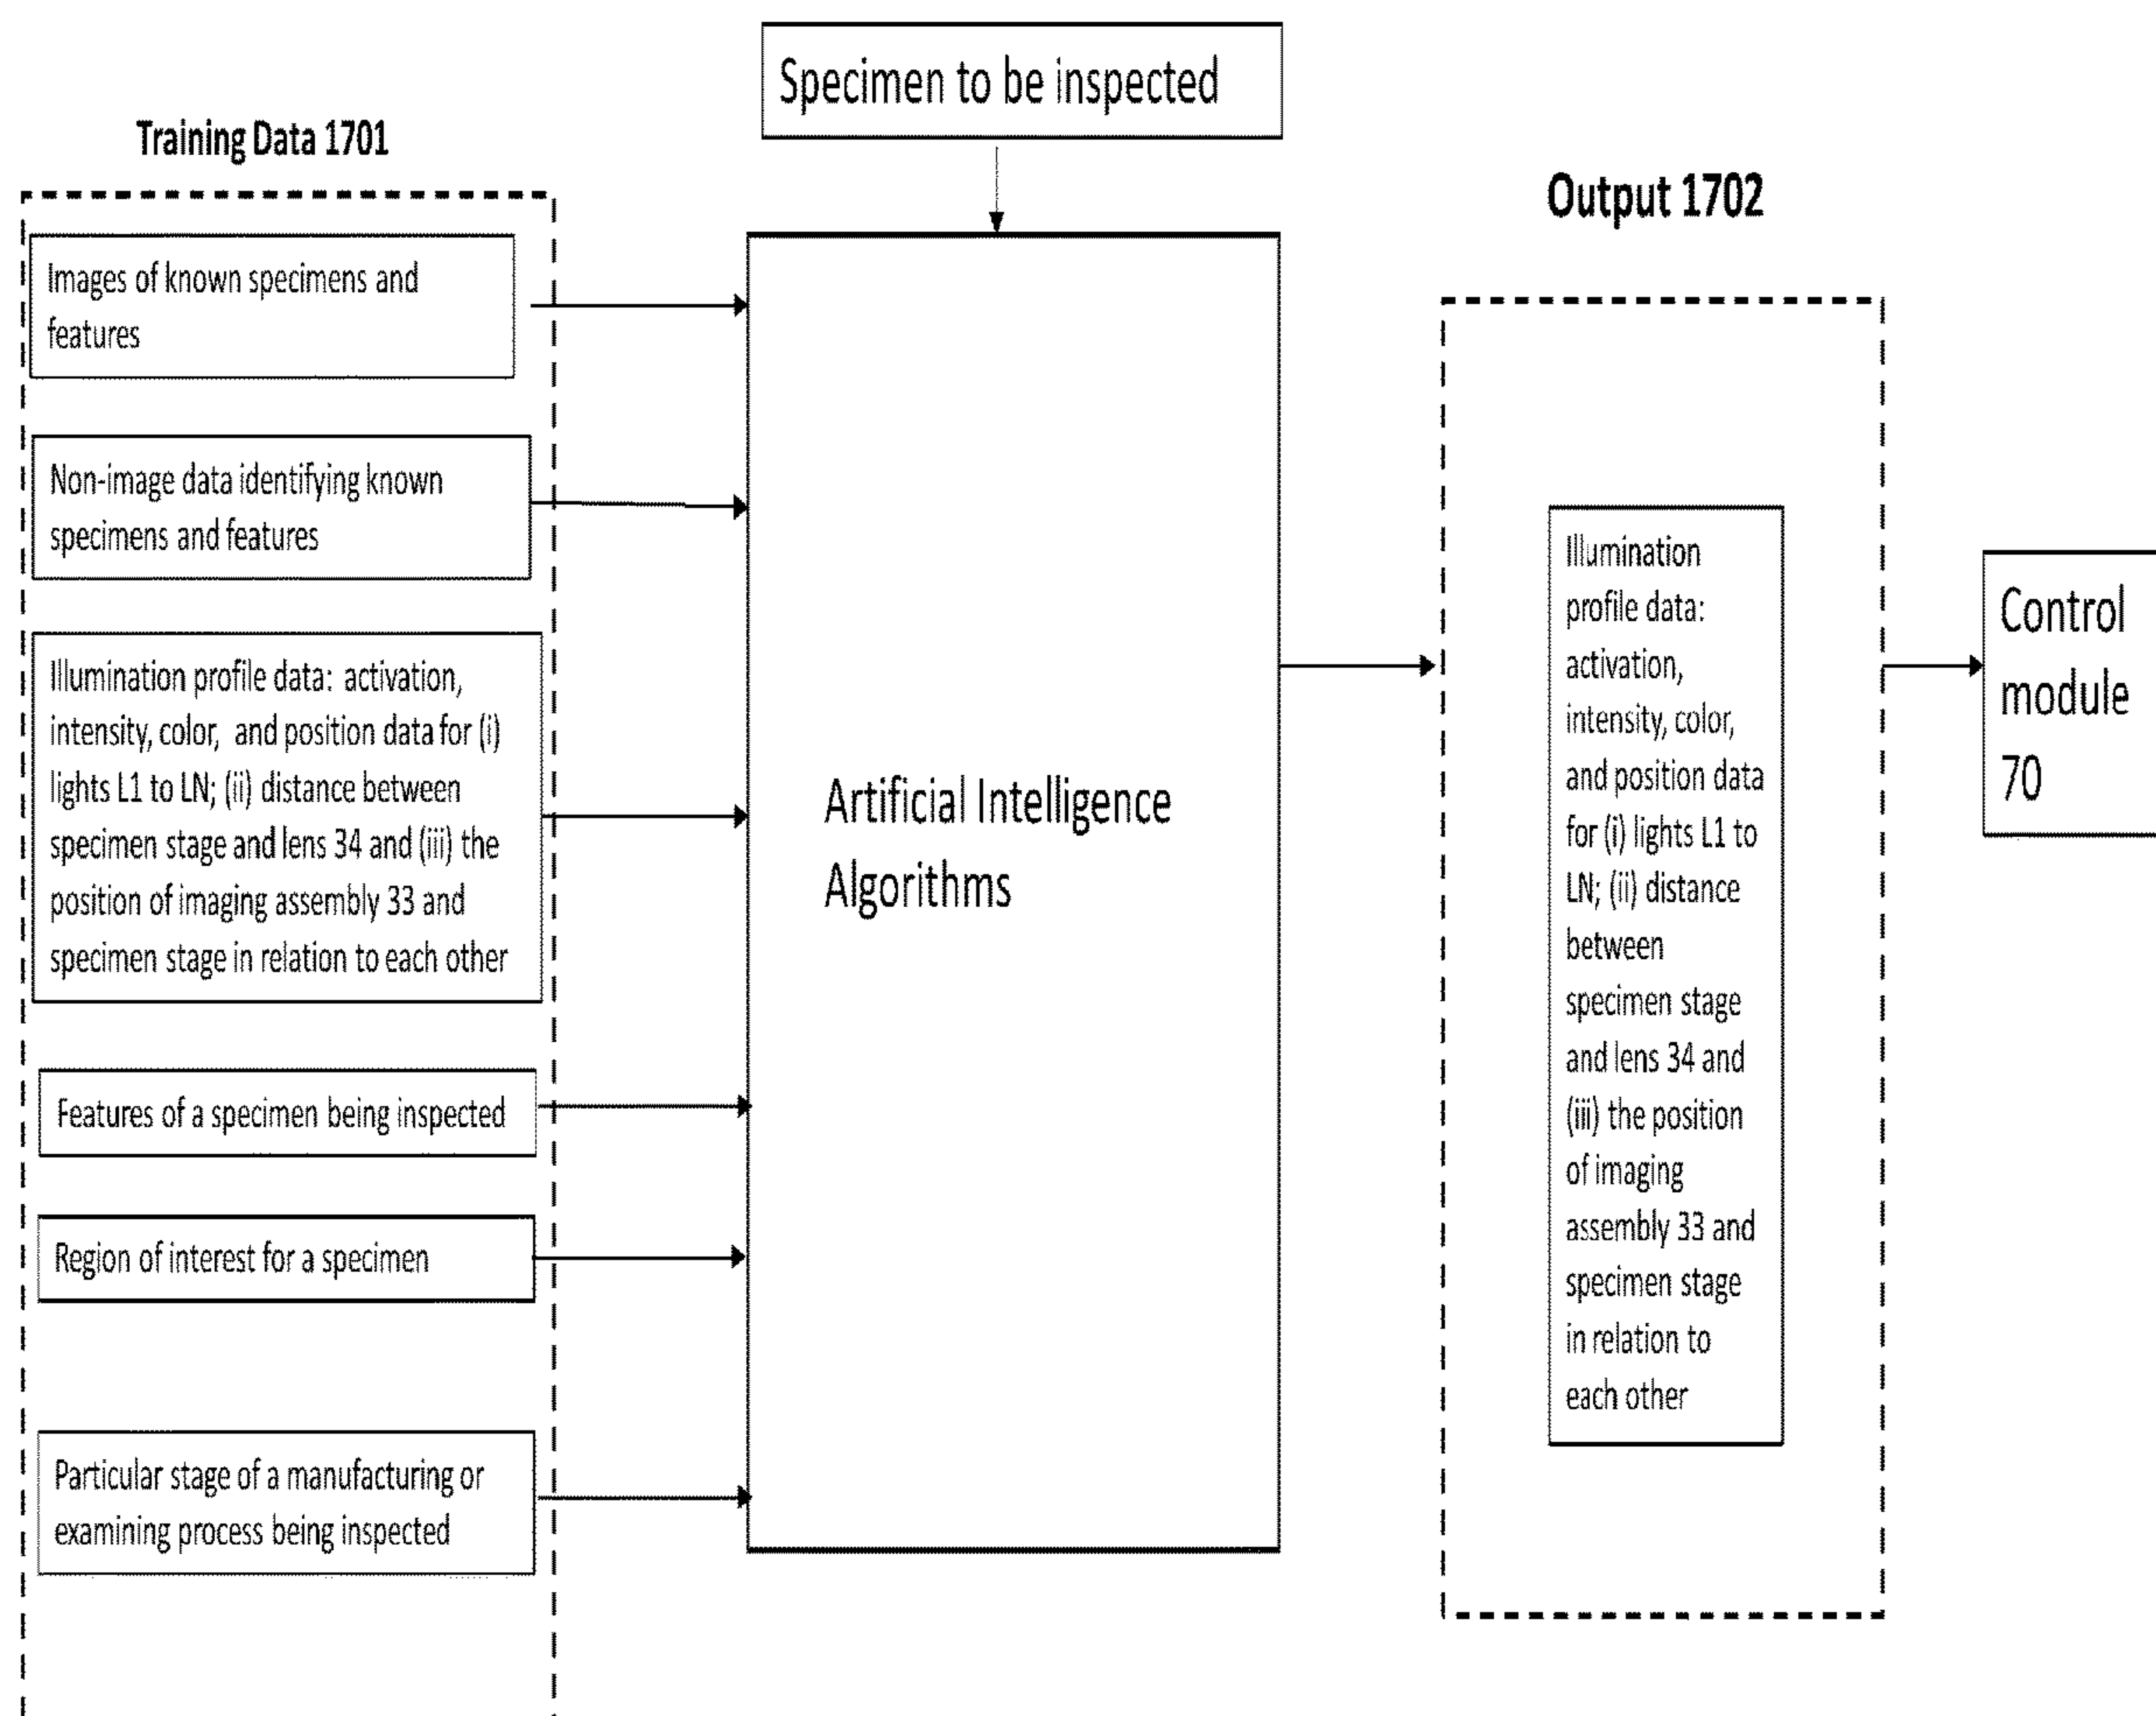 Specimen to be inspected
Training Data 1701
Images of known specimens and
features
Non-image data identifying known
specimens and features
Illumination profile data: activation,
intensity, color, and position data for (i)
lights L1 to LN; (ii) distance between
specimen stage and lens 34 and (iii) the
position of imaging assembly 33 and
specimen stage in relation to each other
Features of a specimen being inspected
Region of interest for a specimen
Particular stage of a manufacturing or
examining process being inspected
Artificial Intelligence
Algorithms
Output 1702
Illumination
profile data:
activation,
intensity, color,
and position data
for (i) lights L1 to
LN; (ii) distance
between
specimen stage
and lens 34 and
(iii) the position
of imaging
assembly 33 and
specimen stage
in relation to
each other
Control
module
70